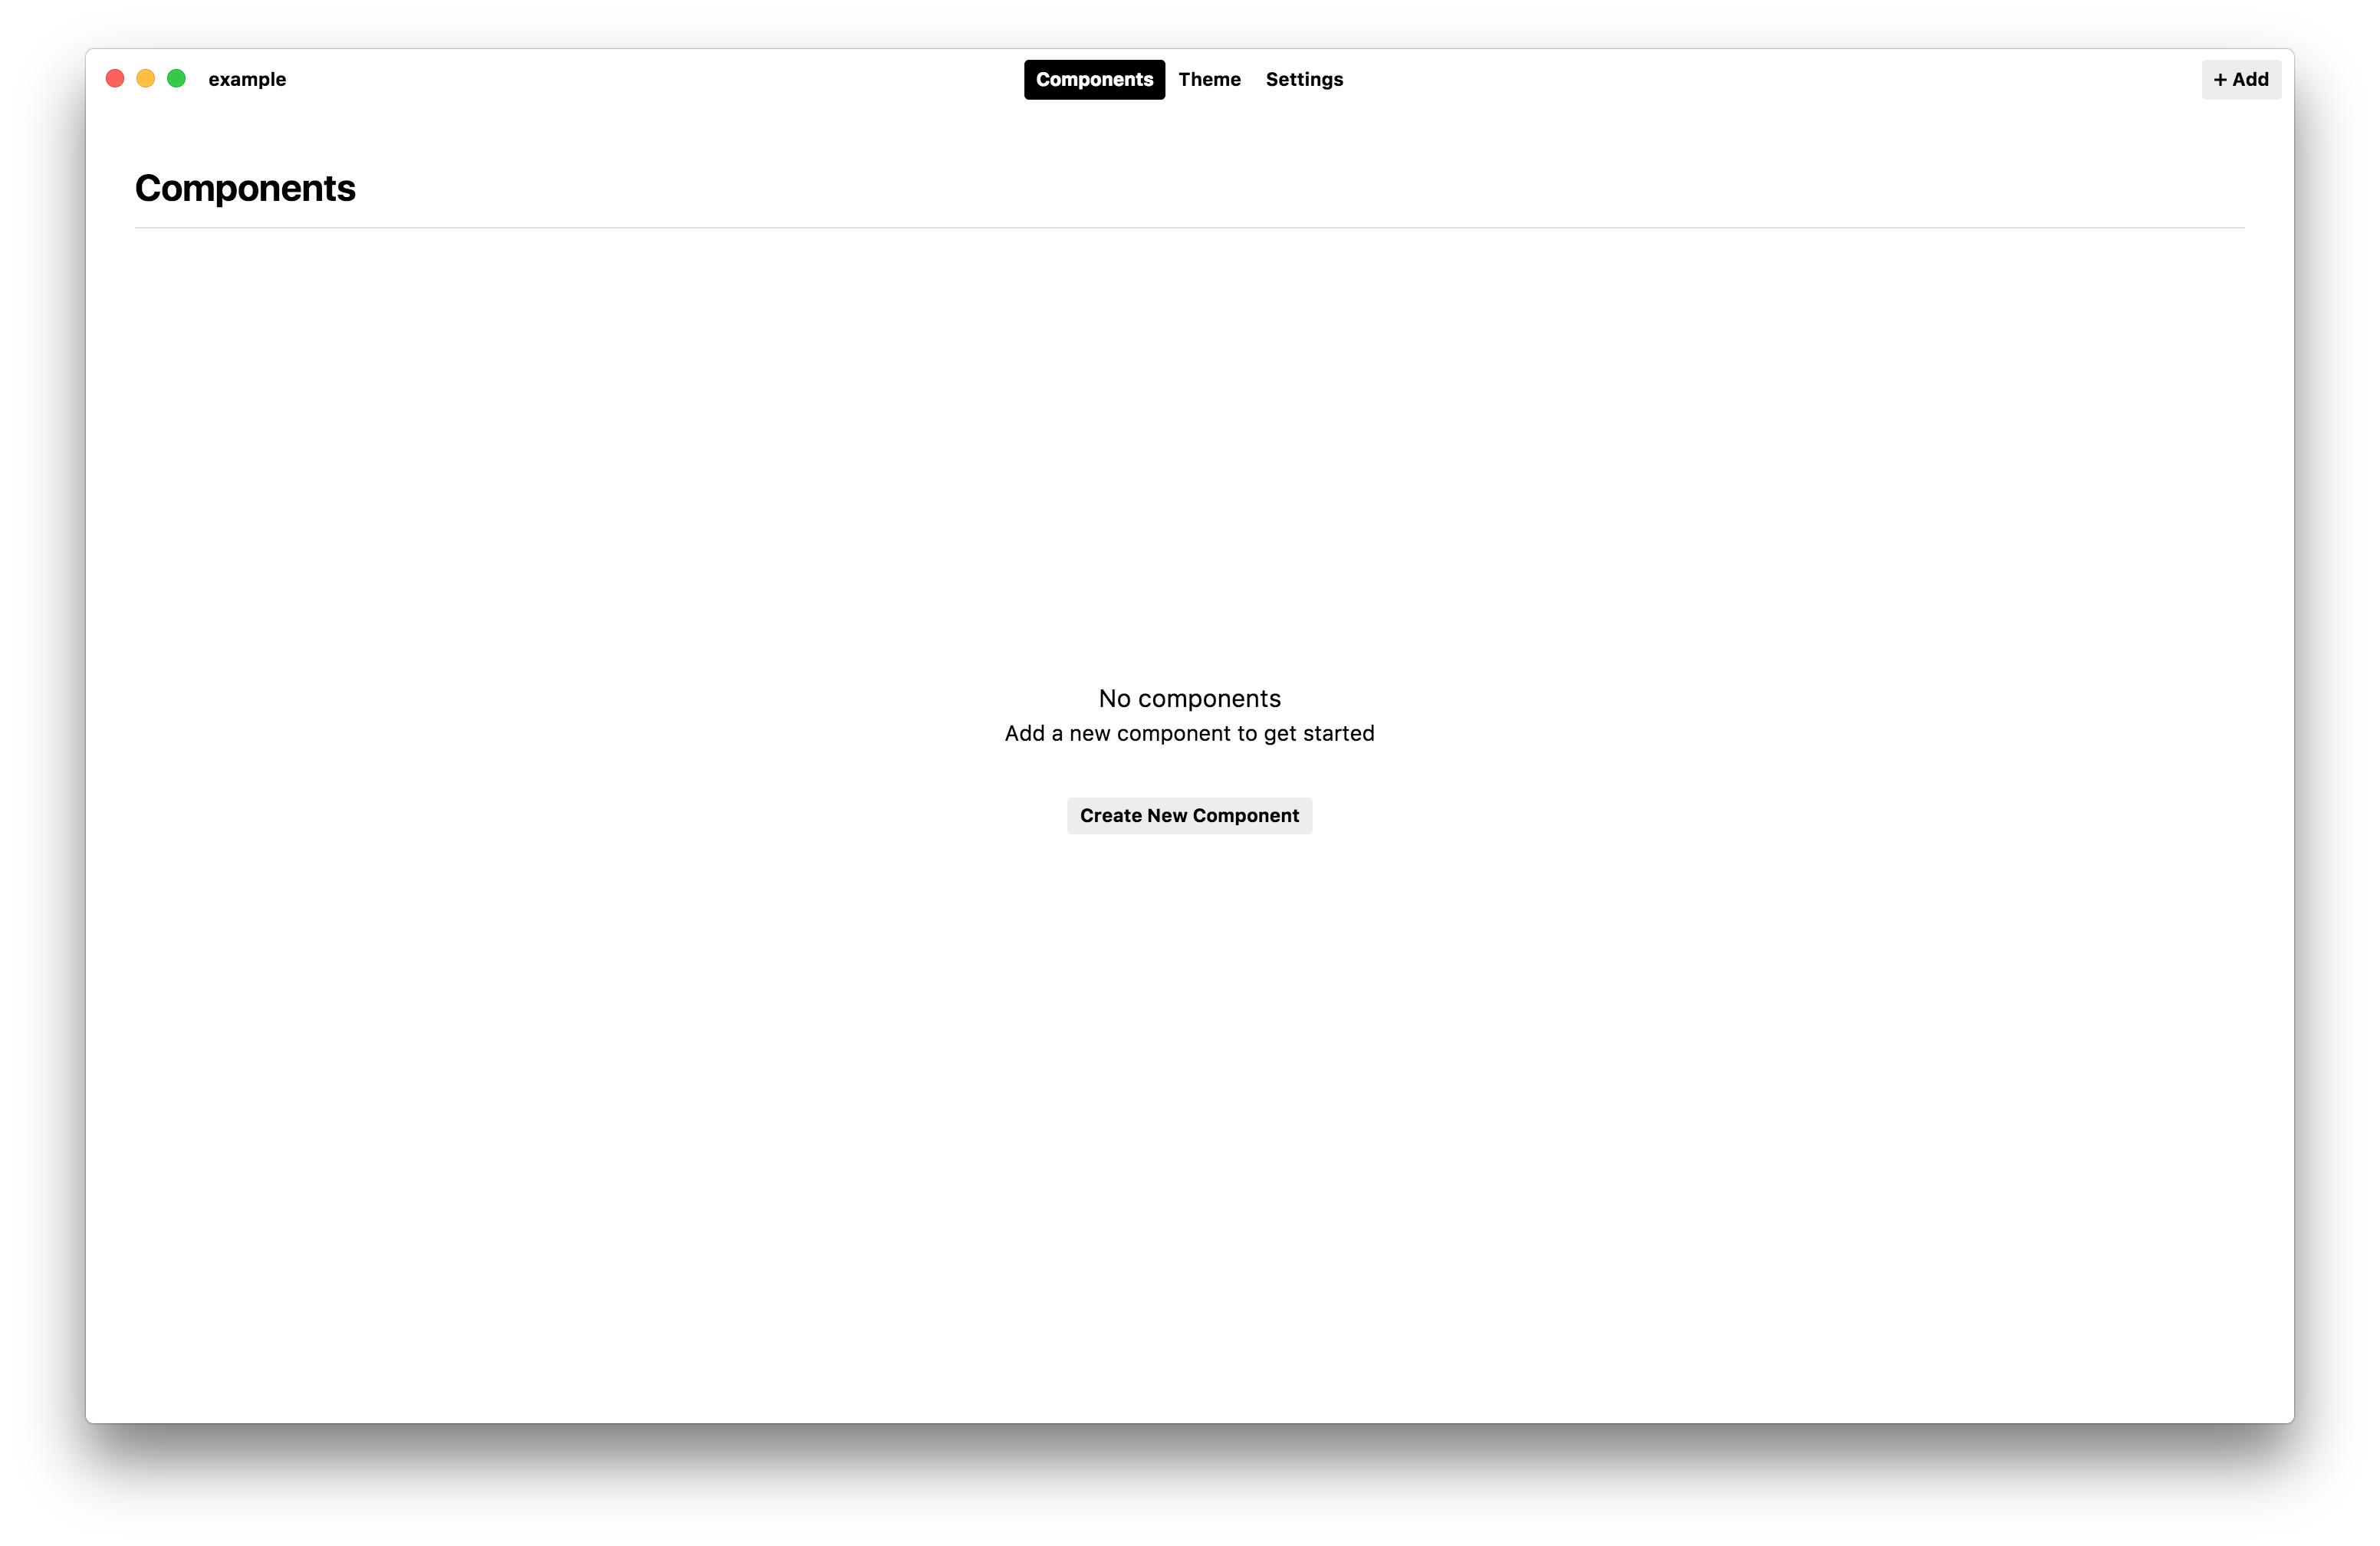 example
Components Theme Settings
+ Add
Components
No components
Add a new component to get started
Create New Component